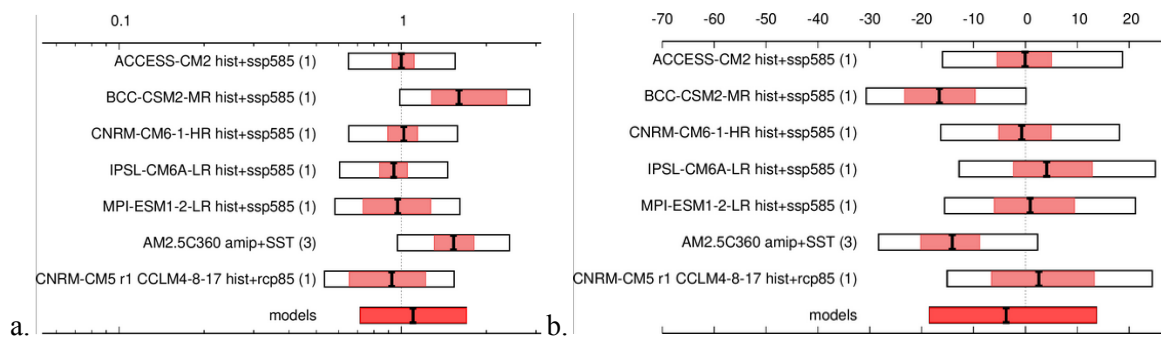 0.1 1
ACCESS-CM2 hist+ssp585 (1)
BCC-CSM2-MR hist+ssp585 (1)
CNRM-CM6-1-HR hist+ssp585 (1)
IPSL-CM6A-LR hist+ssp585 (1)
MPI-ESM1-2-LR hist+ssp585 (1)
AM2.5C360 amip+SST (3)
CNRM-CM5 r1 CCLM4-8-17 hist+rcp85 (1)
models
a.
-70 -60 -50 -40 -30 -20 -10 0 10 20
ACCESS-CM2 hist+ssp585 (1)
BCC-CSM2-MR hist+ssp585 (1)
CNRM-CM6-1-HR hist+ssp585 (1)
IPSL-CM6A-LR hist+ssp585 (1)
MPI-ESM1-2-LR hist+ssp585 (1)
AM2.5C360 amip+SST (3)
CNRM-CM5 r1 CCLM4-8-17 hist+rcp85 (1)
models
b.